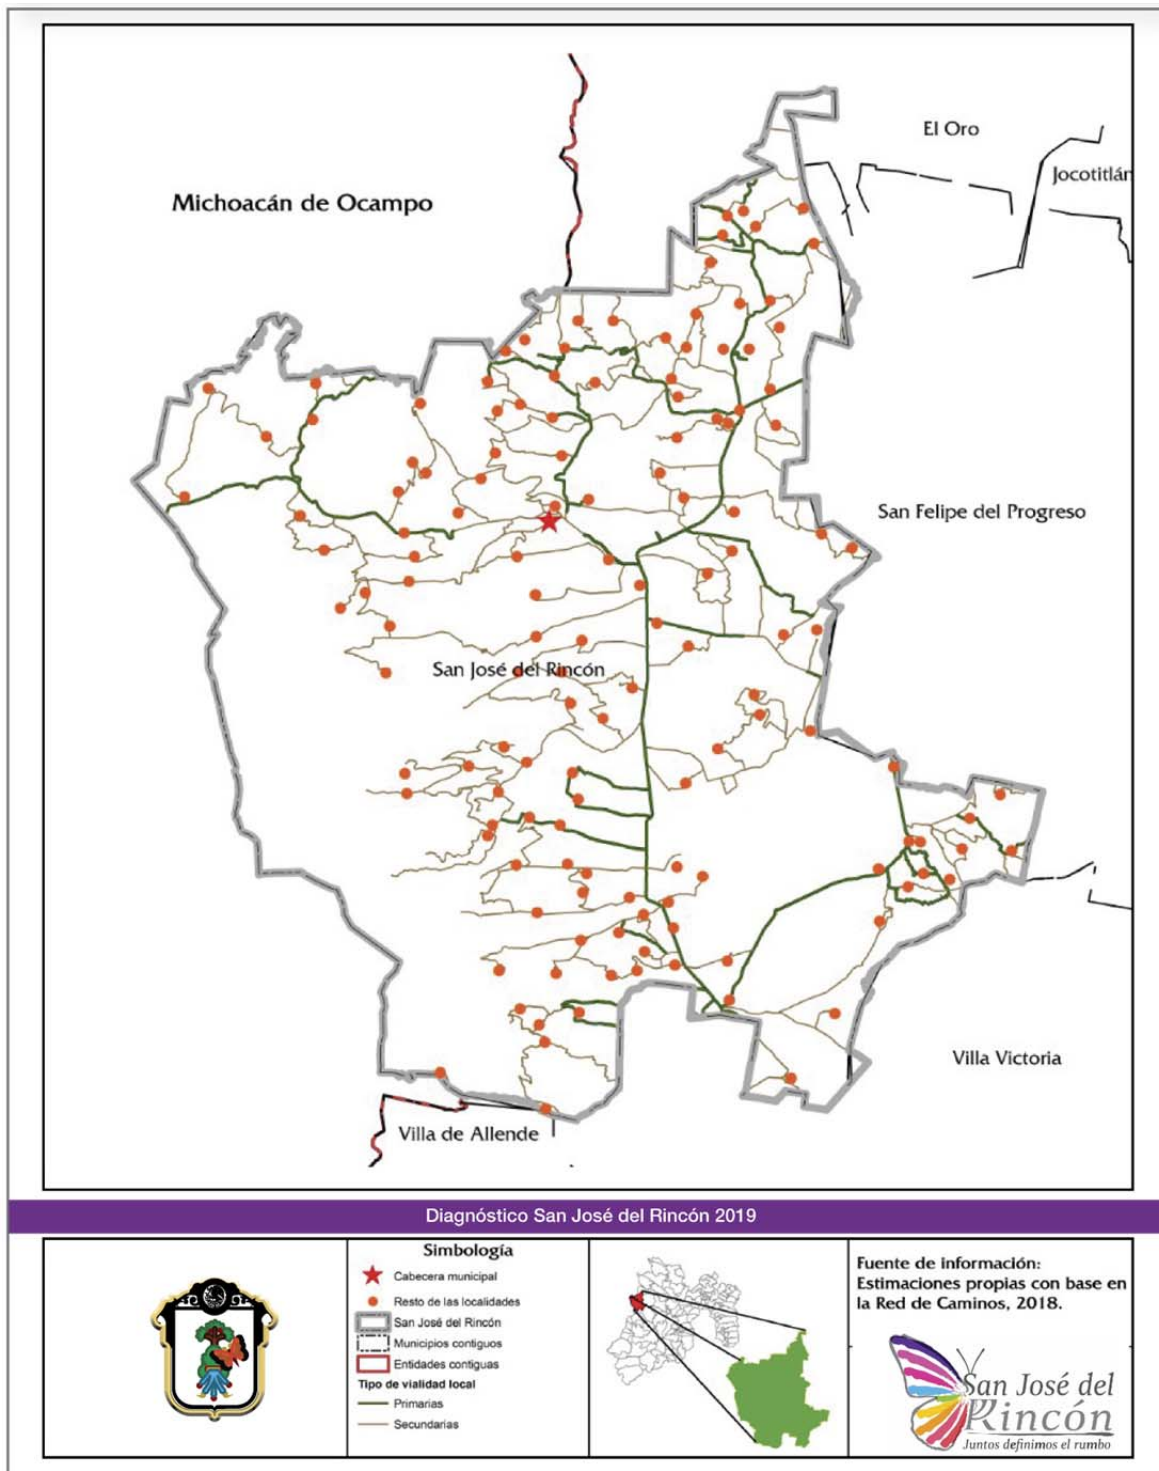 El Oro
Jocotitlán
Michoacán de Ocampo
San Felipe del Progreso
San José del Rincón
Villa Victoria
Villa de Allende
Diagnóstico San José del Rincón 2019
Simbología
Cabecera municipal
Resto de las localidades
San José del Rincón
Municipios contiguos
Entidades contiguas
Tipo de vialidad local
Primarias
Secundarias
Fuente de información:
Estimaciones propias con base en
la Red de Caminos, 2018.
San José del
Rincón
Juntos definimos el rumbo